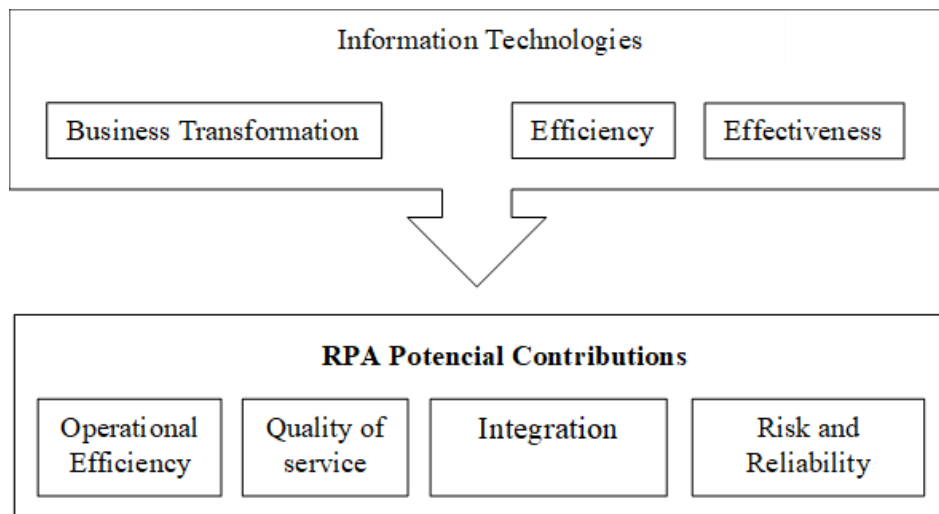 Information Technologies
Business Transformation
Efficiency
Effectiveness
RPA Potencial Contributions
Operational
Efficiency
Quality of
service
Integration
Risk and
Reliability